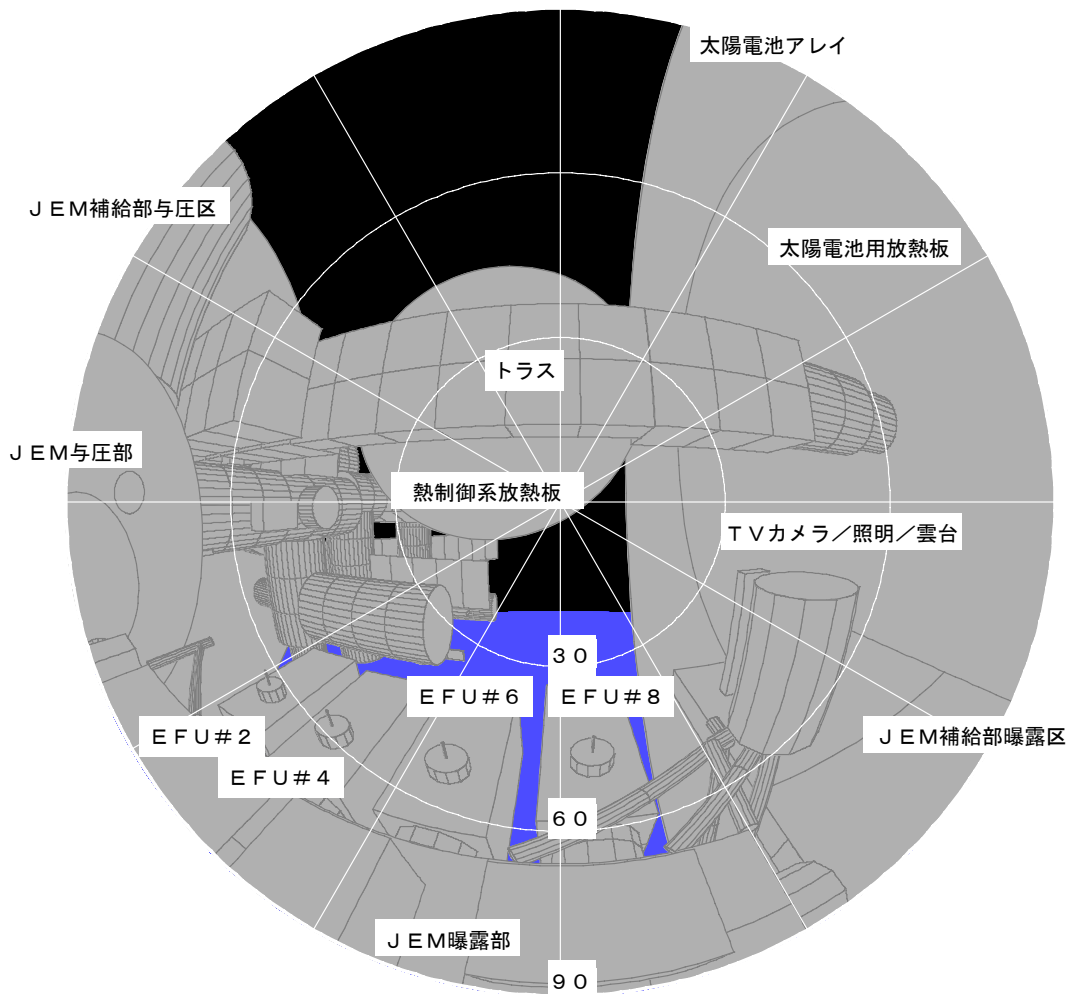 太陽電池アレイ
ＪＥＭ補給部与圧区
太陽電池用放熱板
トラス
ＪＥＭ与圧部
熱制御系放熱板
ＴＶカメラ／照明／雲台
３０
ＥＦＵ＃６
ＥＦＵ＃８
ＥＦＵ＃２
ＪＥＭ補給部曝露区
ＥＦＵ＃４
６０
ＪＥＭ曝露部
９０